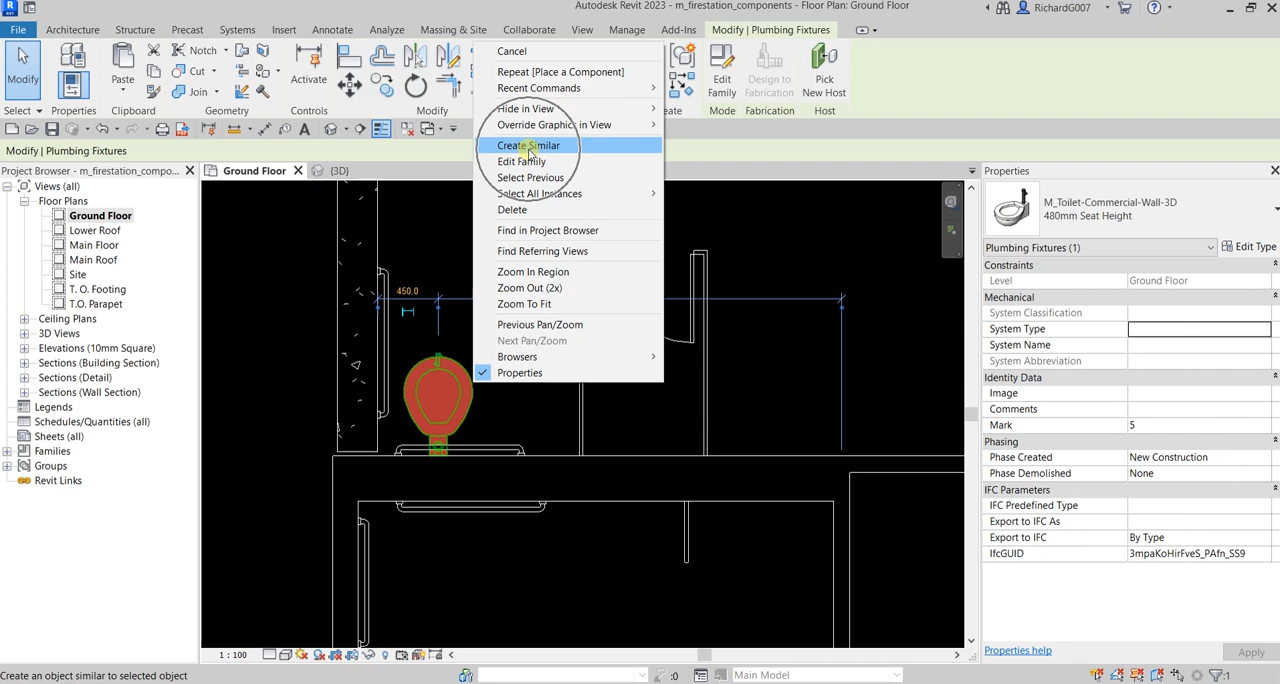 Autodesk Revit 2023 - m_firestation_components - Floor Plan: Ground Floor
RichardG007
File Architecture Structure Precast Systems Insert Annotate Analyze Massing & Site Collaborate View Manage Add-Ins Modify | Plumbing Fixtures
Modify
Paste
Notch
Cut
Join
Activate
Edit Family
Design to Fabrication
Pick New Host
Select Properties Clipboard Geometry Controls Modify Mode Fabrication Host
Modify | Plumbing Fixtures
Project Browser - m_firestation_compo...
Views (all)
Floor Plans
Ground Floor
Lower Roof
Main Floor
Main Roof
Site
T. O. Footing
T.O. Parapet
Ceiling Plans
3D Views
Elevations (10mm Square)
Sections (Building Section)
Sections (Detail)
Sections (Wall Section)
Legends
Schedules/Quantities (all)
Sheets (all)
Families
Groups
Revit Links
Ground Floor
{3D}
450.0
Cancel
Repeat [Place a Component]
Recent Commands
Hide in View
Override Graphics in View
Create Similar
Edit Family
Select Previous
Select All Instances
Delete
Find in Project Browser
Find Referring Views
Zoom In Region
Zoom Out (2x)
Zoom To Fit
Previous Pan/Zoom
Next Pan/Zoom
Browsers
Properties
Properties
M_Toilet-Commercial-Wall-3D
480mm Seat Height
Plumbing Fixtures (1) Edit Type
Constraints
Level Ground Floor
Mechanical
System Classification
System Type
System Name
System Abbreviation
Identity Data
Image
Comments
Mark 5
Phasing
Phase Created New Construction
Phase Demolished None
IFC Parameters
IFC Predefined Type
Export to IFC As
Export to IFC By Type
IfcGUID 3mpaKoHirFveS_PAfn_SS9
Properties help Apply
1 : 100
Create an object similar to selected object
:0
Main Model
:1